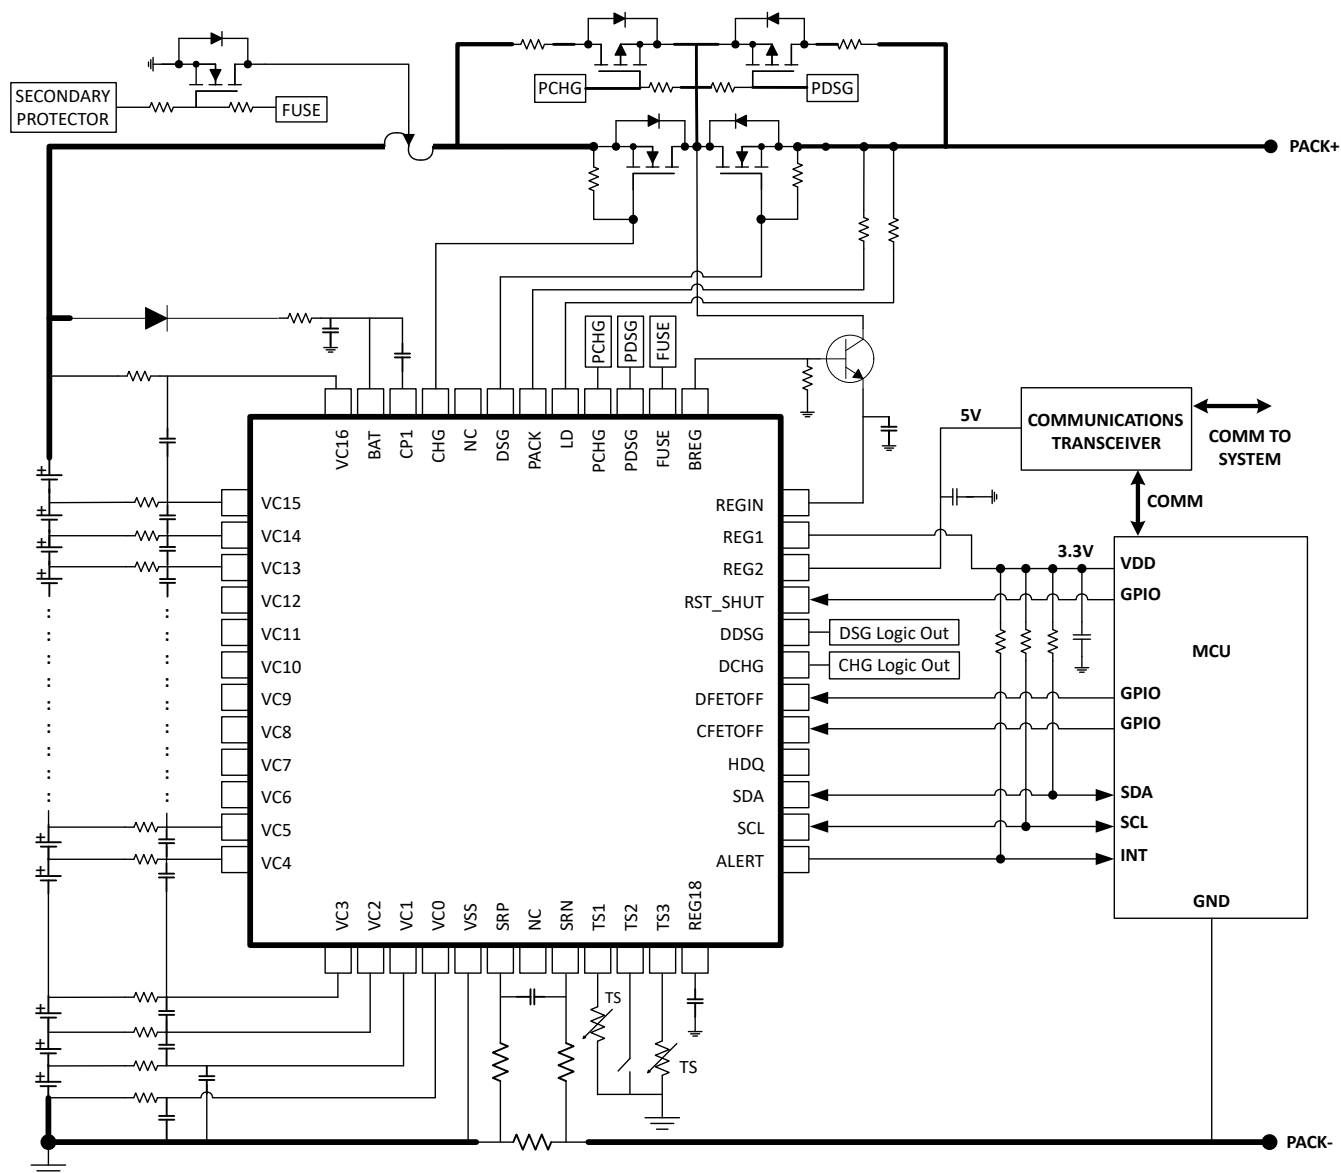 PCHG
PDSG
SECONDARY
PROTECTOR
FUSE
PACK+
PCHG
PDSG
FUSE
VC16
BAT
CP1
CHG
NC
DSG
PACK
LD
PCHG
PDSG
FUSE
BREG
5V
COMMUNICATIONS
TRANSCEIVER
COMM TO
SYSTEM
COMM
+
VC15
REGIN
+
VC14
REG1
+
VC13
REG2
3.3V
VDD
+
VC12
RST_SHUT
GPIO
VC11
DDSG
DSG Logic Out
VC10
DCHG
CHG Logic Out
MCU
VC9
DFETOFF
GPIO
VC8
CFETOFF
GPIO
VC7
HDQ
VC6
SDA
SDA
VC5
SCL
SCL
+
VC4
ALERT
INT
+
GND
VC3
VC2
VC1
VC0
VSS
SRP
NC
SRN
TS1
TS2
TS3
REG18
TS
+
+
TS
+
PACK-